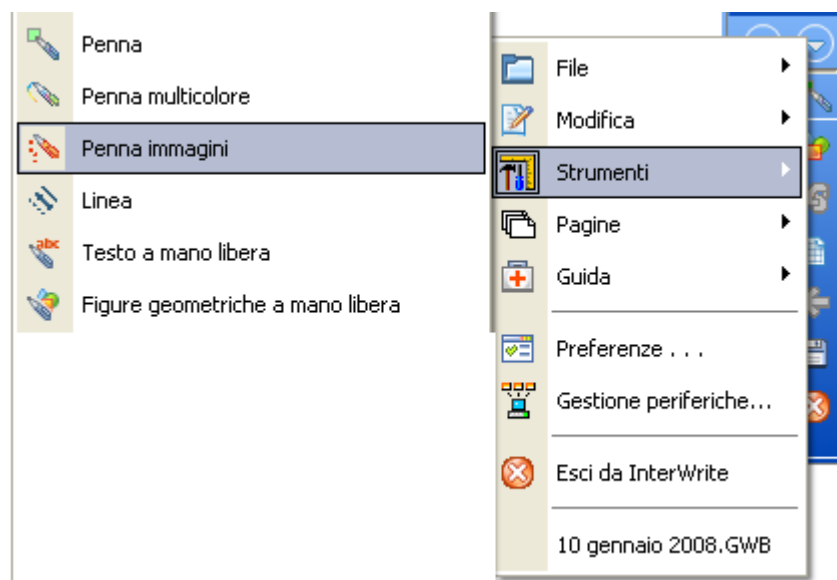 Penna
Penna multicolore
Penna immagini
Linea
Testo a mano libera
Figure geometriche a mano libera
File
Modifica
Strumenti
Pagine
Guida
Preferenze . . .
Gestione periferiche...
Esci da InterWrite
10 gennaio 2008.GWB